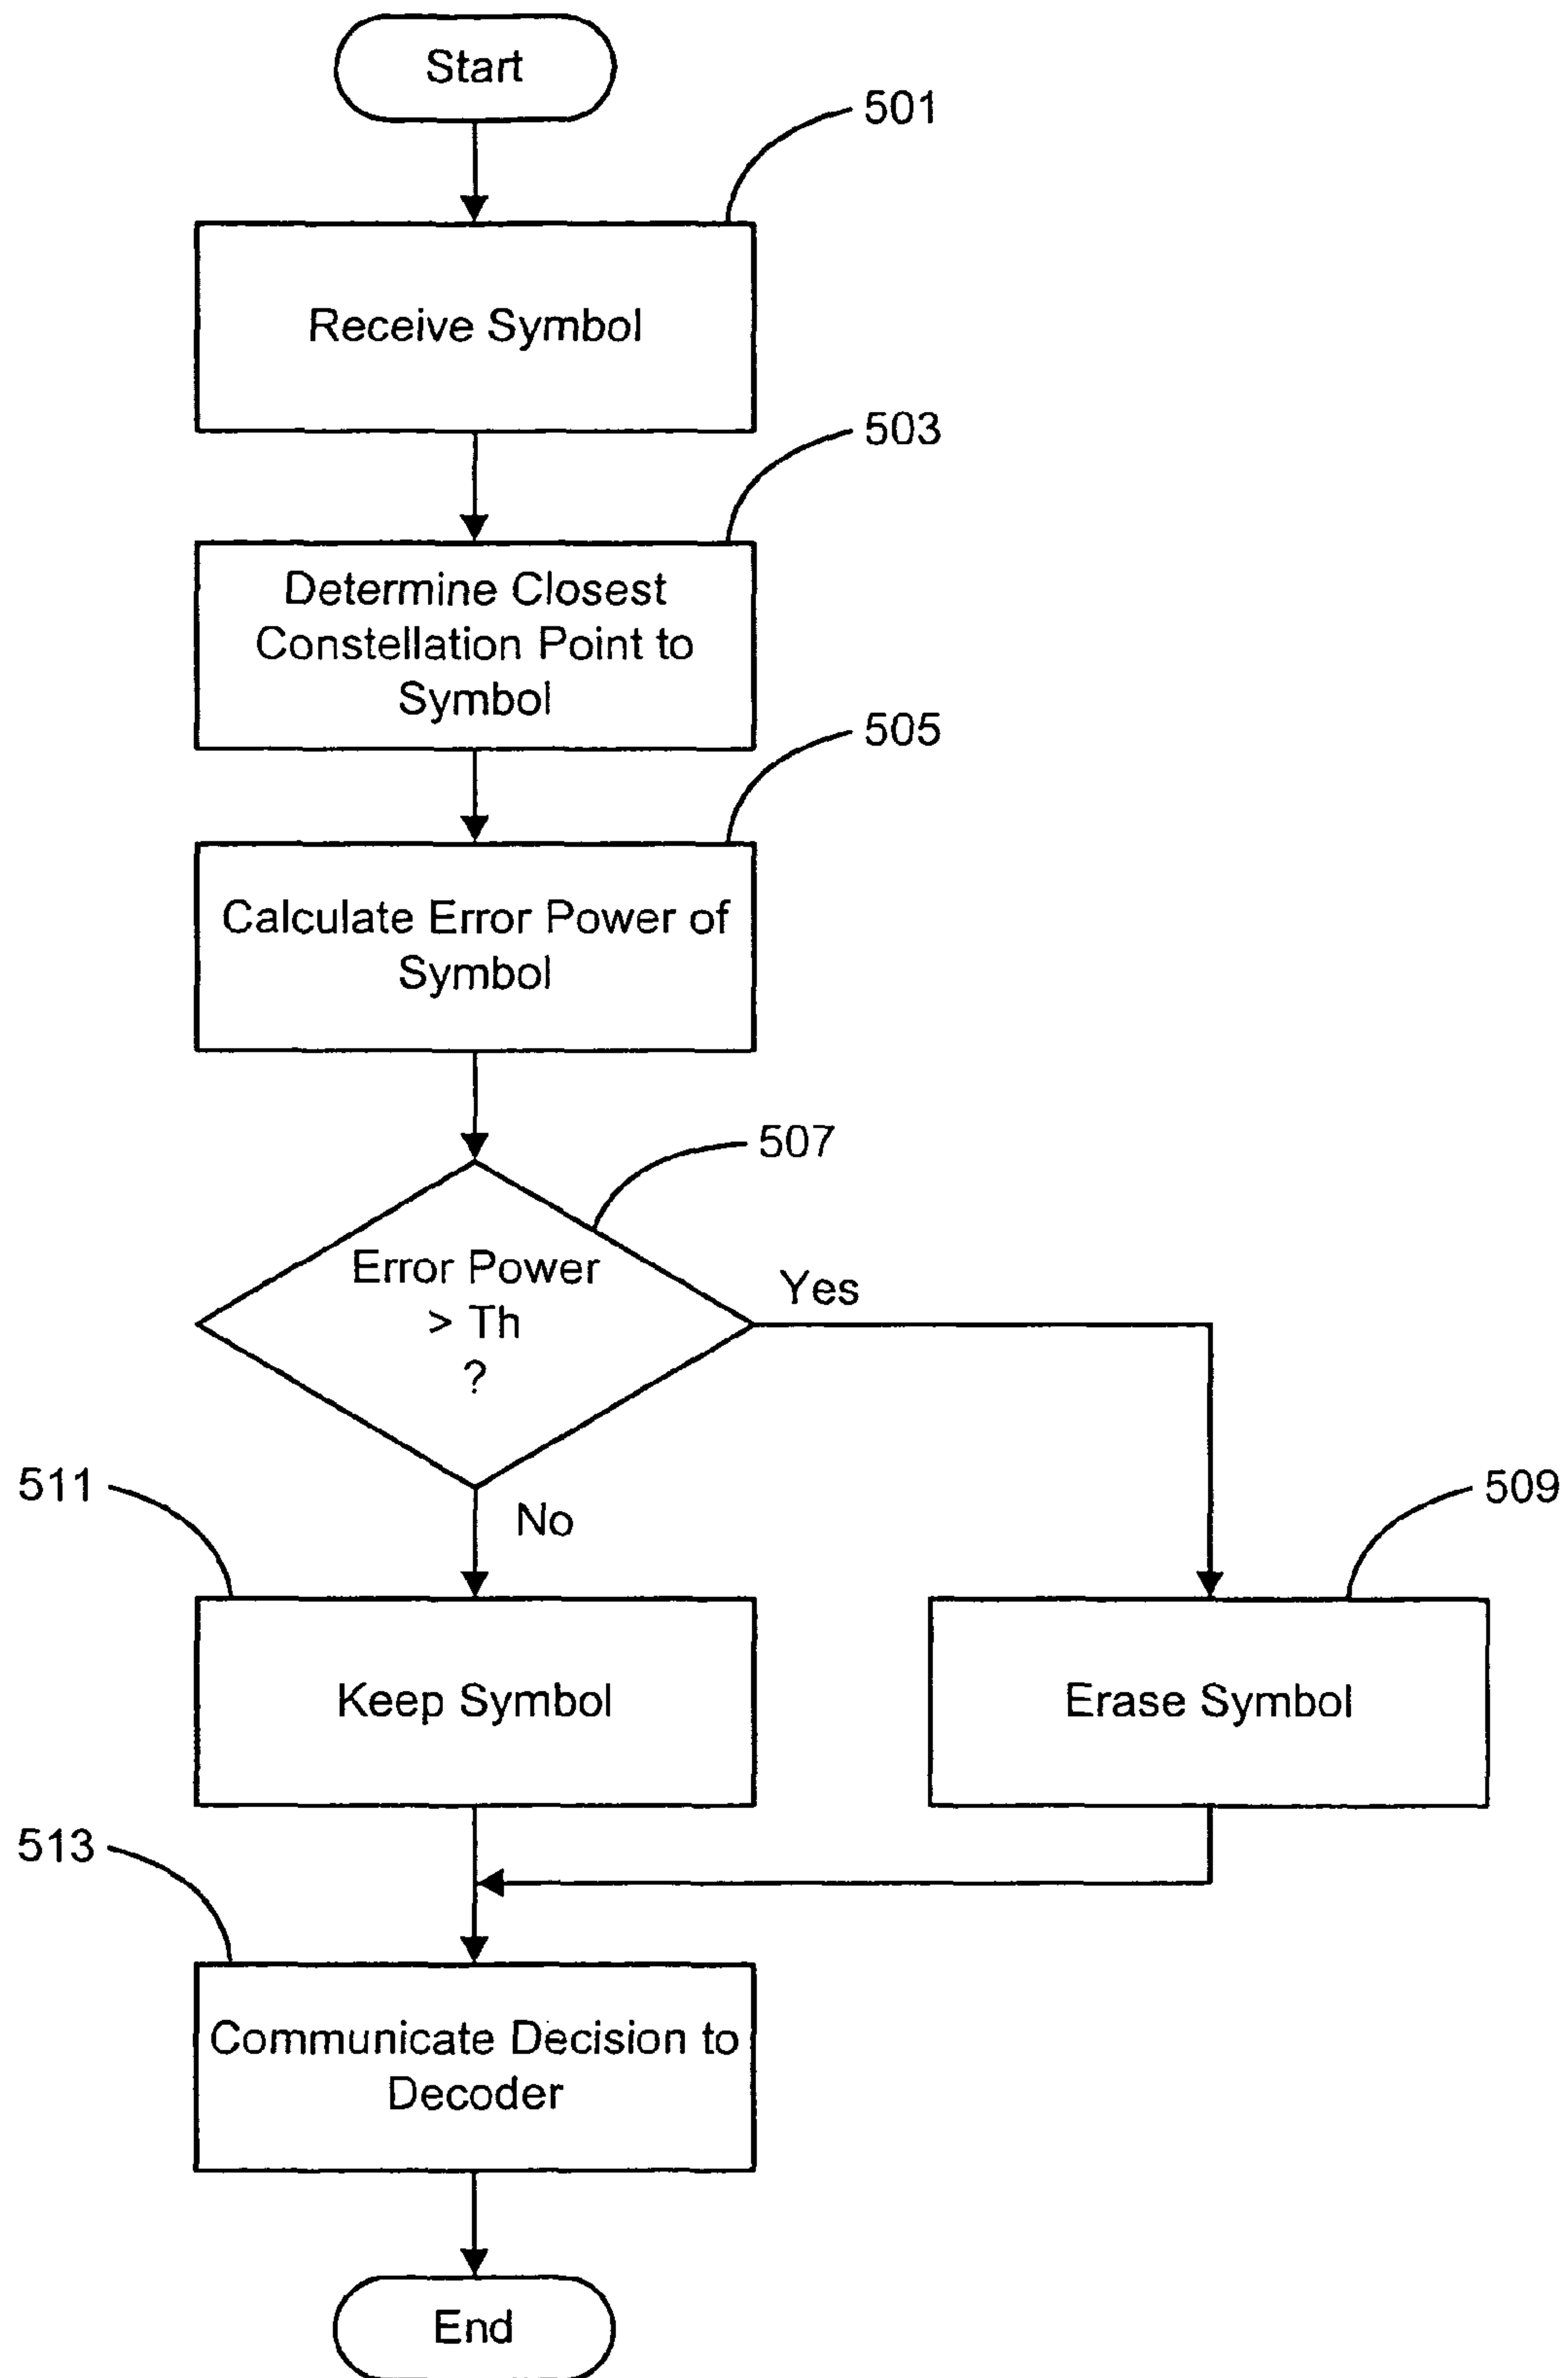 Start
501
Receive Symbol
503
Determine Closest
Constellation Point to
Symbol
505
Calculate Error Power of
Symbol
507
Error Power
> Th
?
Yes
No
511
509
Keep Symbol
Erase Symbol
513
Communicate Decision to
Decoder
End